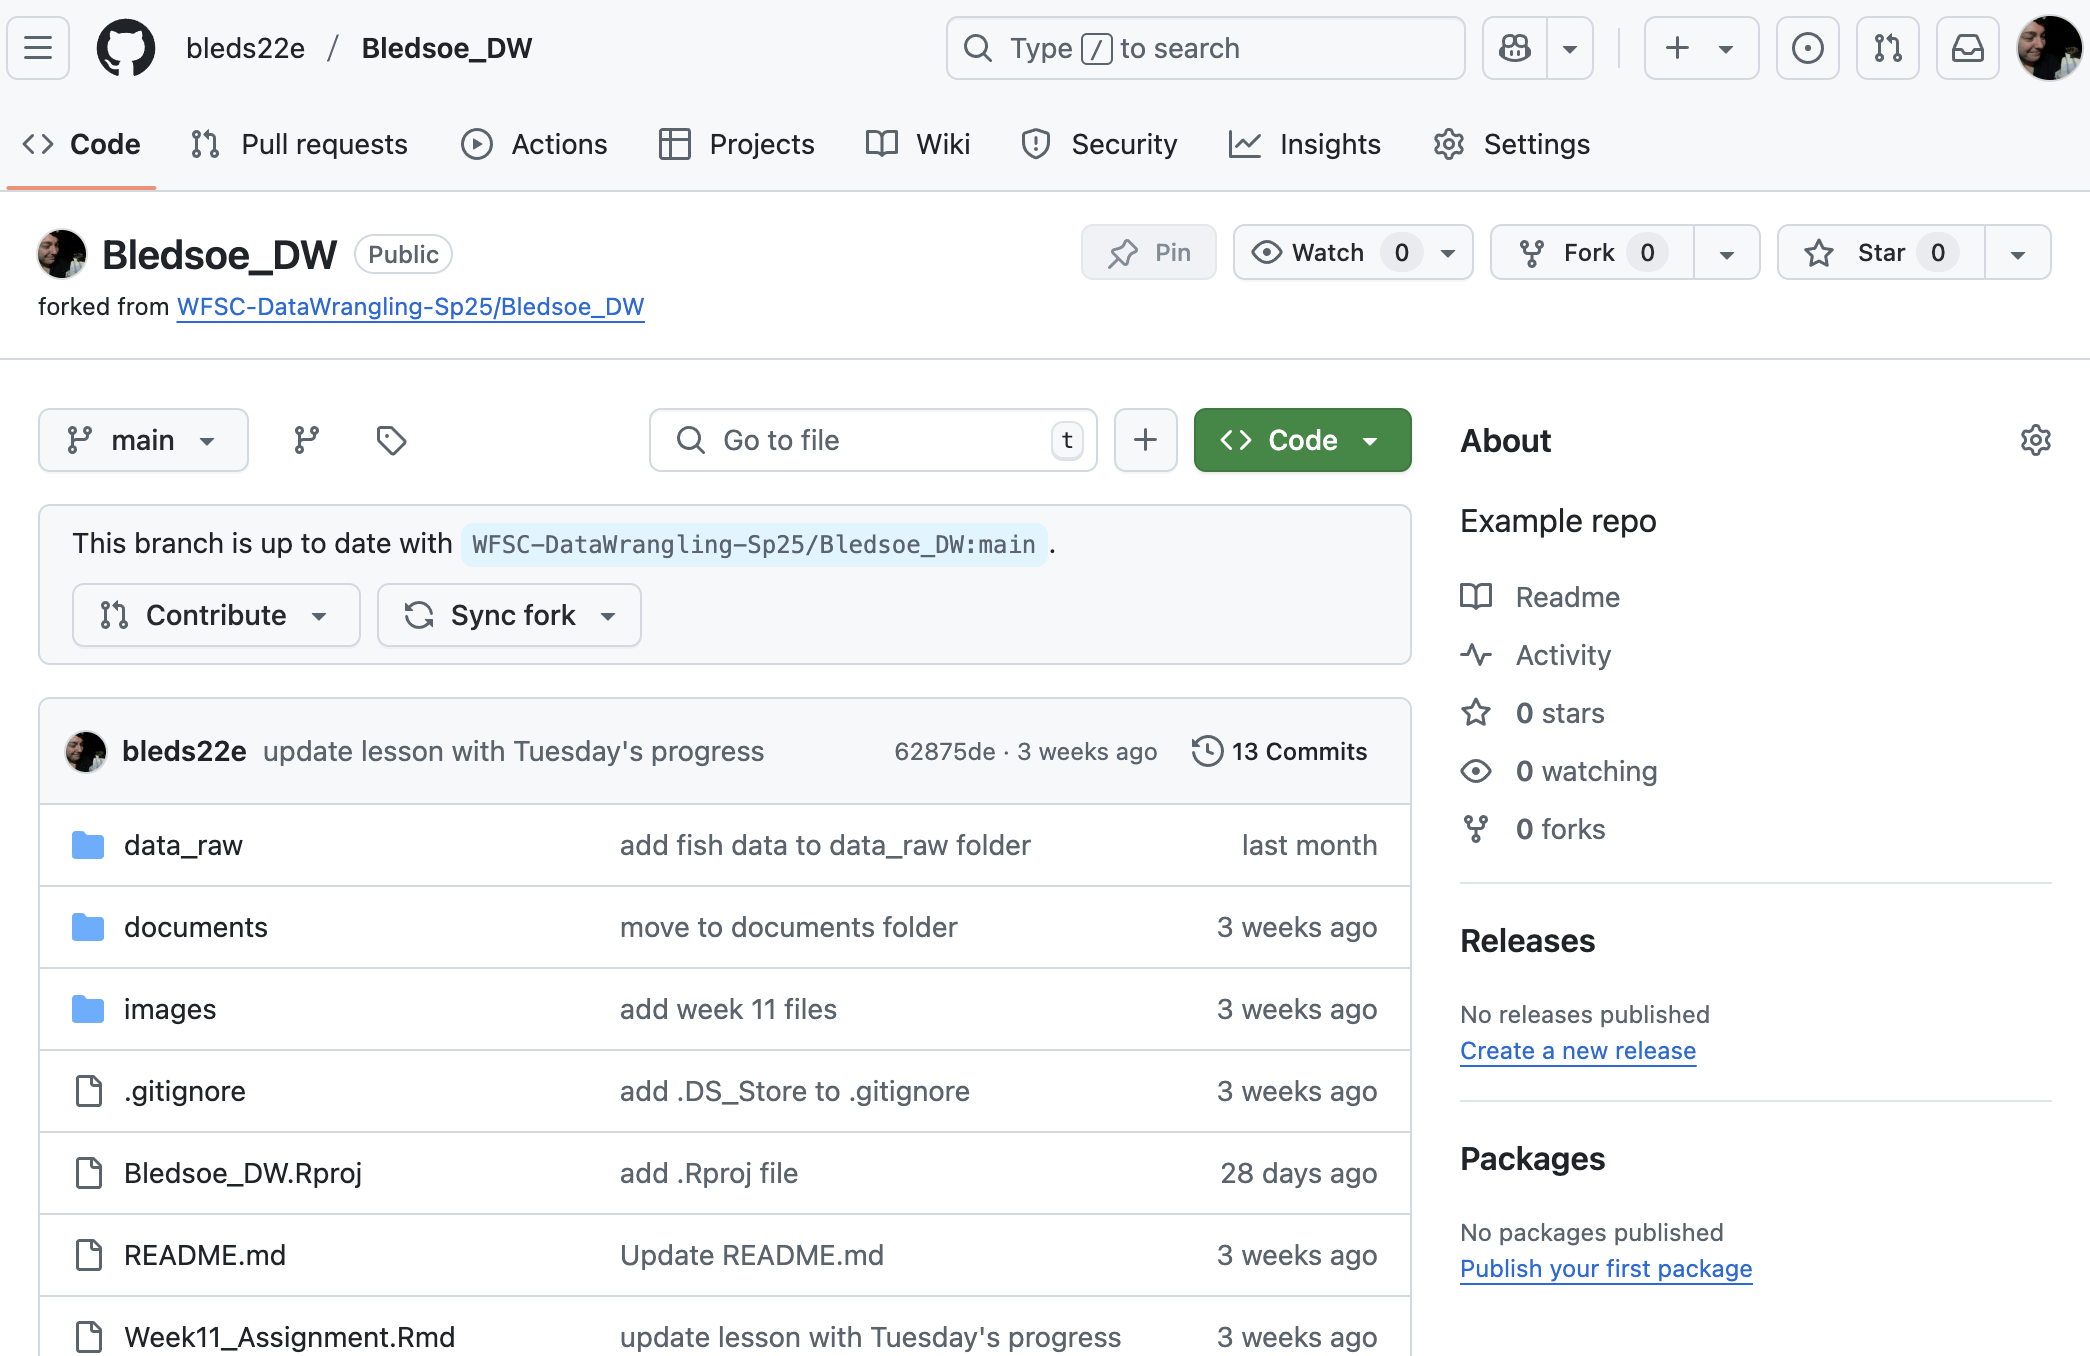 bleds22e / Bledsoe_DW
Type / to search
Code Pull requests Actions Projects Wiki Security Insights Settings
Bledsoe_DW Public
Pin Watch 0 Fork 0 Star 0
forked from WFSC-DataWrangling-Sp25/Bledsoe_DW
main Go to file t + Code
This branch is up to date with WFSC-DataWrangling-Sp25/Bledsoe_DW:main .
Contribute Sync fork
bleds22e update lesson with Tuesday's progress 62875de · 3 weeks ago 13 Commits
data_raw add fish data to data_raw folder last month
documents move to documents folder 3 weeks ago
images add week 11 files 3 weeks ago
.gitignore add .DS_Store to .gitignore 3 weeks ago
Bledsoe_DW.Rproj add .Rproj file 28 days ago
README.md Update README.md 3 weeks ago
Week11_Assignment.Rmd update lesson with Tuesday's progress 3 weeks ago
About
Example repo
Readme
Activity
0 stars
0 watching
0 forks
Releases
No releases published
Create a new release
Packages
No packages published
Publish your first package